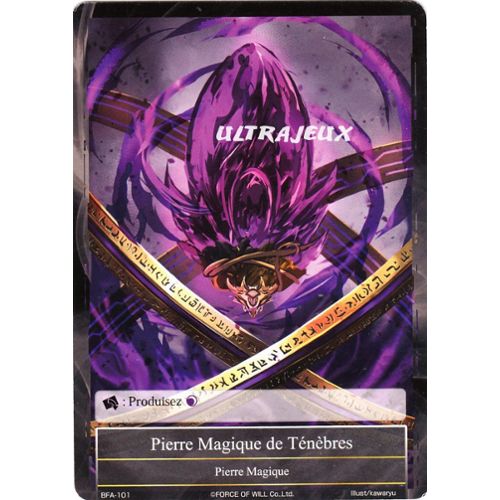 ULTRAJEUX
: Produisez
Pierre Magique de Ténèbres
Pierre Magique
BFA-101 ©FORCE OF WILL Co.,Ltd. Illust/kawaryu